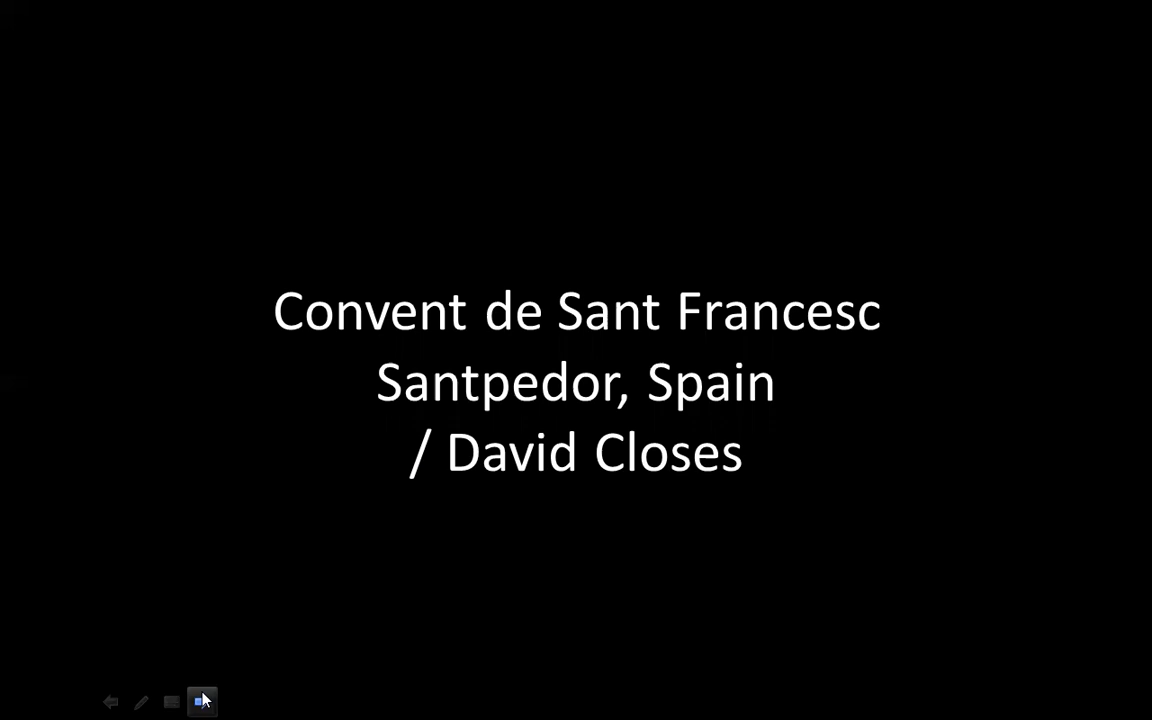 Convent de Sant Francesc
Santpedor, Spain
/ David Closes